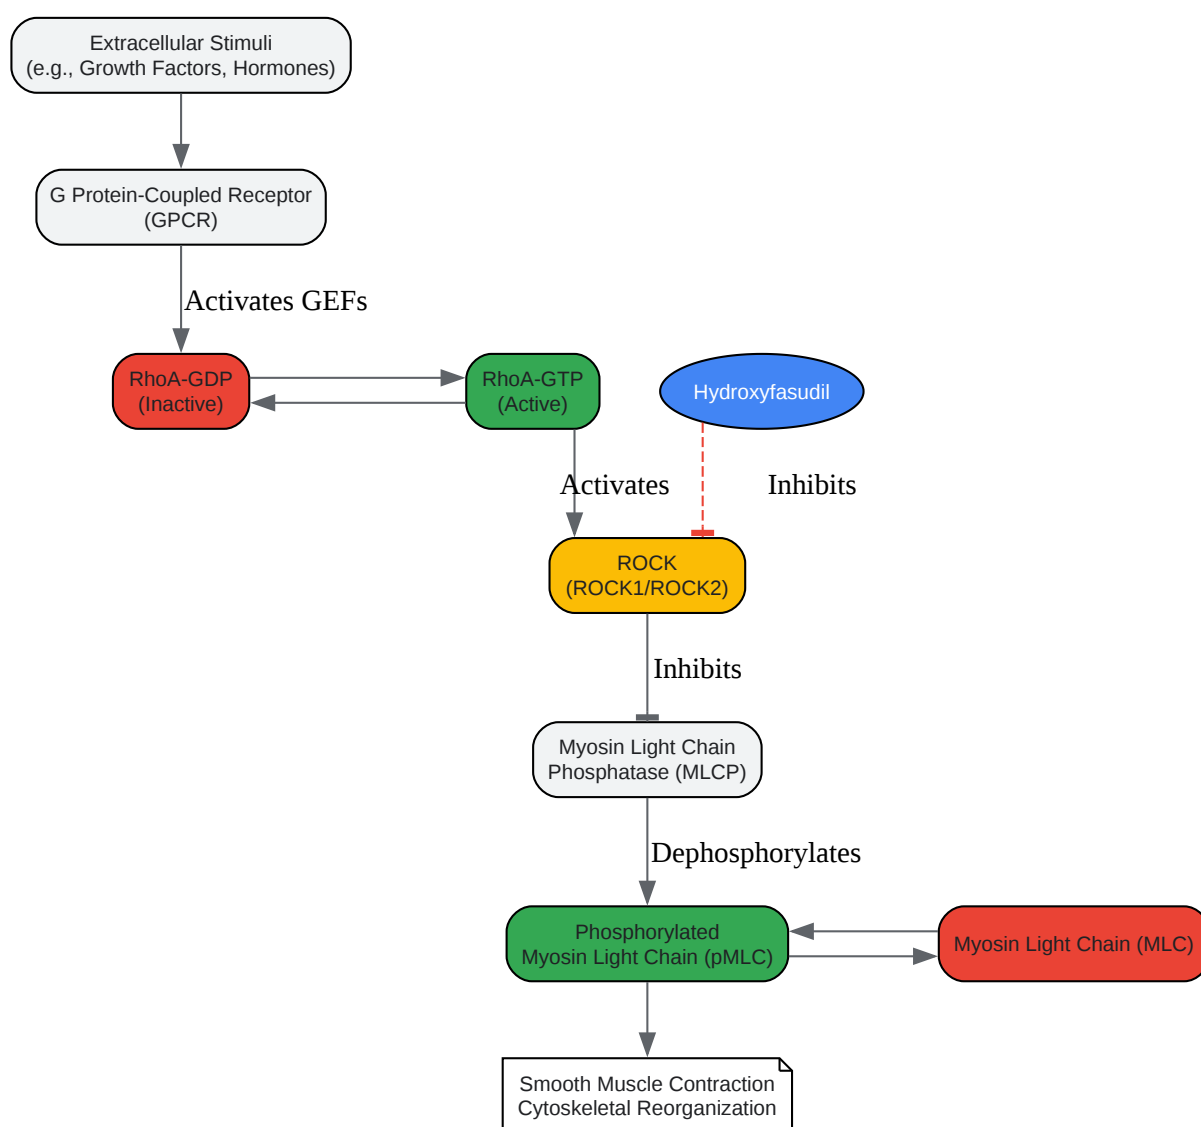 Extracellular Stimuli
(e.g., Growth Factors, Hormones)
G Protein-Coupled Receptor
(GPCR)
Activates GEFs
RhoA-GDP
(Inactive)
RhoA-GTP
(Active)
Hydroxyfasudil
Activates
Inhibits
ROCK
(ROCK1/ROCK2)
Inhibits
Myosin Light Chain
Phosphatase (MLCP)
Dephosphorylates
Phosphorylated
Myosin Light Chain (pMLC)
Myosin Light Chain (MLC)
Smooth Muscle Contraction
Cytoskeletal Reorganization